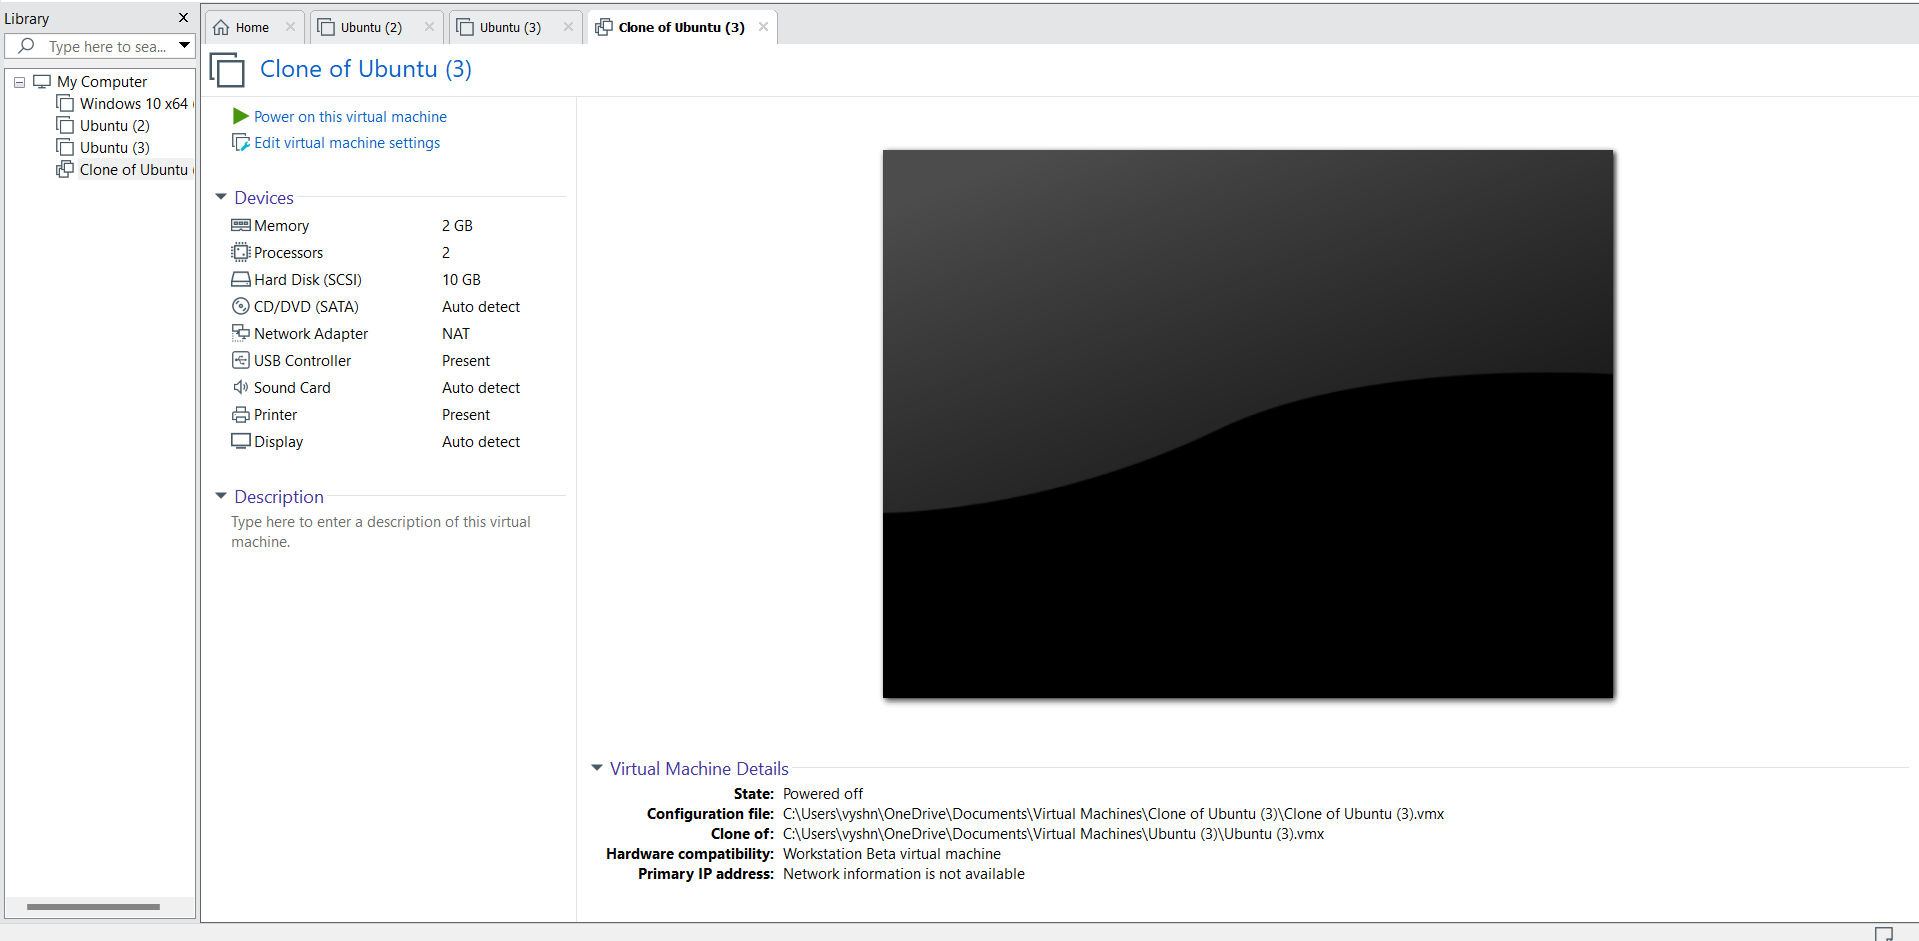 Library
Type here to sea...
My Computer
Windows 10 x64
Ubuntu (2)
Ubuntu (3)
Clone of Ubuntu
Home
Ubuntu (2)
Ubuntu (3)
Clone of Ubuntu (3)
Clone of Ubuntu (3)
Power on this virtual machine
Edit virtual machine settings
Devices
Memory 2 GB
Processors 2
Hard Disk (SCSI) 10 GB
CD/DVD (SATA) Auto detect
Network Adapter NAT
USB Controller Present
Sound Card Auto detect
Printer Present
Display Auto detect
Description
Type here to enter a description of this virtual
machine.
Virtual Machine Details
State: Powered off
Configuration file: C:\Users\vyshn\OneDrive\Documents\Virtual Machines\Clone of Ubuntu (3)\Clone of Ubuntu (3).vmx
Clone of: C:\Users\vyshn\OneDrive\Documents\Virtual Machines\Ubuntu (3)\Ubuntu (3).vmx
Hardware compatibility: Workstation Beta virtual machine
Primary IP address: Network information is not available